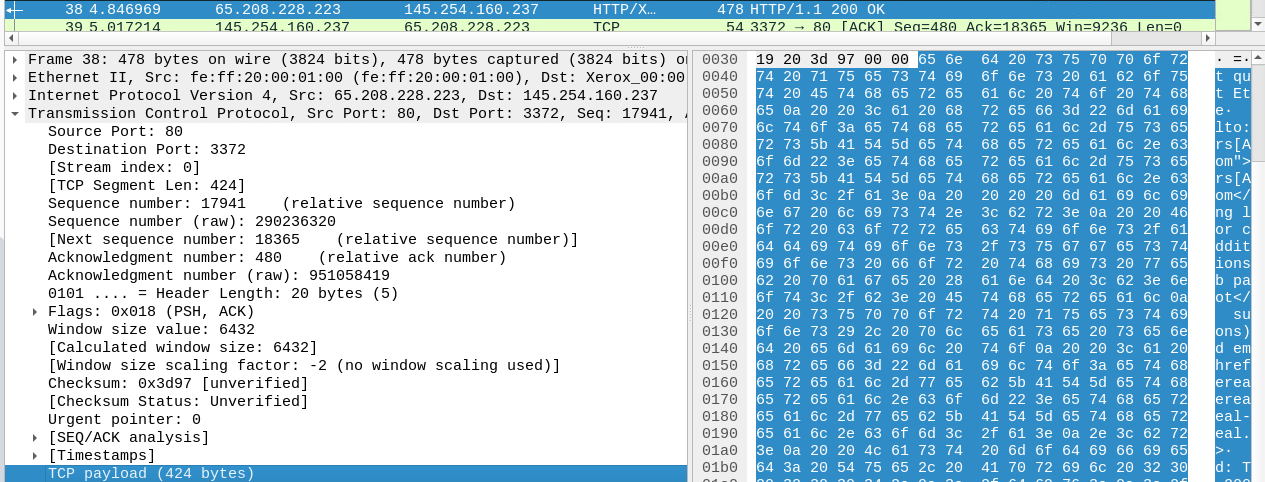 38 4.846969 65.208.228.223 145.254.160.237 HTTP/X… 478 HTTP/1.1 200 OK
39 5.017214 145.254.160.237 65.208.228.223 TCP 54 3372 → 80 [ACK] Seq=480 Ack=18365 Win=9236 Len=0
Frame 38: 478 bytes on wire (3824 bits), 478 bytes captured (3824 bits) o
Ethernet II, Src: fe:ff:20:00:01:00 (fe:ff:20:00:01:00), Dst: Xerox_00:00
Internet Protocol Version 4, Src: 65.208.228.223, Dst: 145.254.160.237
Transmission Control Protocol, Src Port: 80, Dst Port: 3372, Seq: 17941,
Source Port: 80
Destination Port: 3372
[Stream index: 0]
[TCP Segment Len: 424]
Sequence number: 17941 (relative sequence number)
Sequence number (raw): 290236320
[Next sequence number: 18365 (relative sequence number)]
Acknowledgment number: 480 (relative ack number)
Acknowledgment number (raw): 951058419
0101 .... = Header Length: 20 bytes (5)
Flags: 0x018 (PSH, ACK)
Window size value: 6432
[Calculated window size: 6432]
[Window size scaling factor: -2 (no window scaling used)]
Checksum: 0x3d97 [unverified]
[Checksum Status: Unverified]
Urgent pointer: 0
[SEQ/ACK analysis]
[Timestamps]
TCP payload (424 bytes)
0030 19 20 3d 97 00 00 65 6e 64 20 73 75 70 70 6f 72 · =·
0040 74 20 71 75 65 73 74 69 6f 6e 73 20 61 62 6f 75 t qu
0050 74 20 45 74 68 65 72 65 61 6c 20 74 6f 20 74 68 t Et
0060 65 0a 20 20 3c 61 20 68 72 65 66 3d 22 6d 61 69 e·
0070 6c 74 6f 3a 65 74 68 65 72 65 61 6c 2d 75 73 65 lto:
0080 72 73 5b 41 54 5d 65 74 68 65 72 65 61 6c 2e 63 rs[A
0090 6f 6d 22 3e 65 74 68 65 72 65 61 6c 2d 75 73 65 om">
00a0 72 73 5b 41 54 5d 65 74 68 65 72 65 61 6c 2e 63 rs[A
00b0 6f 6d 3c 2f 61 3e 0a 20 20 20 20 6d 61 69 6c 69 om</
00c0 6e 67 20 6c 69 73 74 2e 3c 62 72 3e 0a 20 20 46 ng l
00d0 6f 72 20 63 6f 72 72 65 63 74 69 6f 6e 73 2f 61 or c
00e0 64 64 69 74 69 6f 6e 73 2f 73 75 67 67 65 73 74 ddit
00f0 69 6f 6e 73 20 66 6f 72 20 74 68 69 73 20 77 65 ions
0100 62 20 70 61 67 65 20 28 61 6e 64 20 3c 62 3e 6e b pa
0110 6f 74 3c 2f 62 3e 20 45 74 68 65 72 65 61 6c 0a ot</
0120 20 20 73 75 70 70 6f 72 74 20 71 75 65 73 74 69 su
0130 6f 6e 73 29 2c 20 70 6c 65 61 73 65 20 73 65 6e ons)
0140 64 20 65 6d 61 69 6c 20 74 6f 0a 20 20 3c 61 20 d em
0150 68 72 65 66 3d 22 6d 61 69 6c 74 6f 3a 65 74 68 href
0160 65 72 65 61 6c 2d 77 65 62 5b 41 54 5d 65 74 68 erea
0170 65 72 65 61 6c 2e 63 6f 6d 22 3e 65 74 68 65 72 erea
0180 65 61 6c 2d 77 65 62 5b 41 54 5d 65 74 68 65 72 eal-
0190 65 61 6c 2e 63 6f 6d 3c 2f 61 3e 0a 2e 3c 62 72 eal.
01a0 3e 0a 20 20 4c 61 73 74 20 6d 6f 64 69 66 69 65 >·
01b0 64 3a 20 54 75 65 2c 20 41 70 72 69 6c 20 32 30 d: T